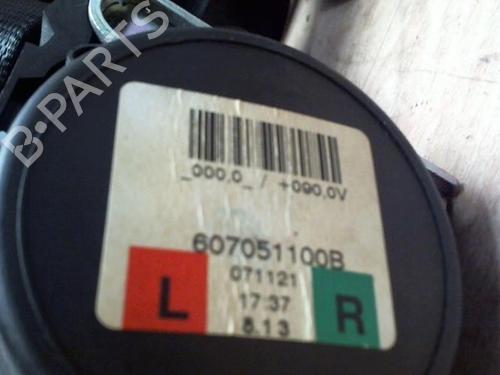 B-PARTS
_000,0_ / +090,0V
607051100B
071121
L 17:37 R
8.13